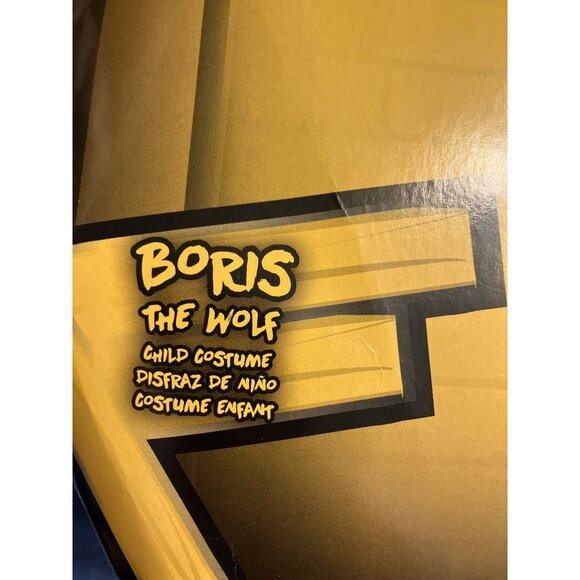 BORIS
THE WOLF
CHILD COSTUME
DISFRAZ DE NIÑO
COSTUME ENFANT